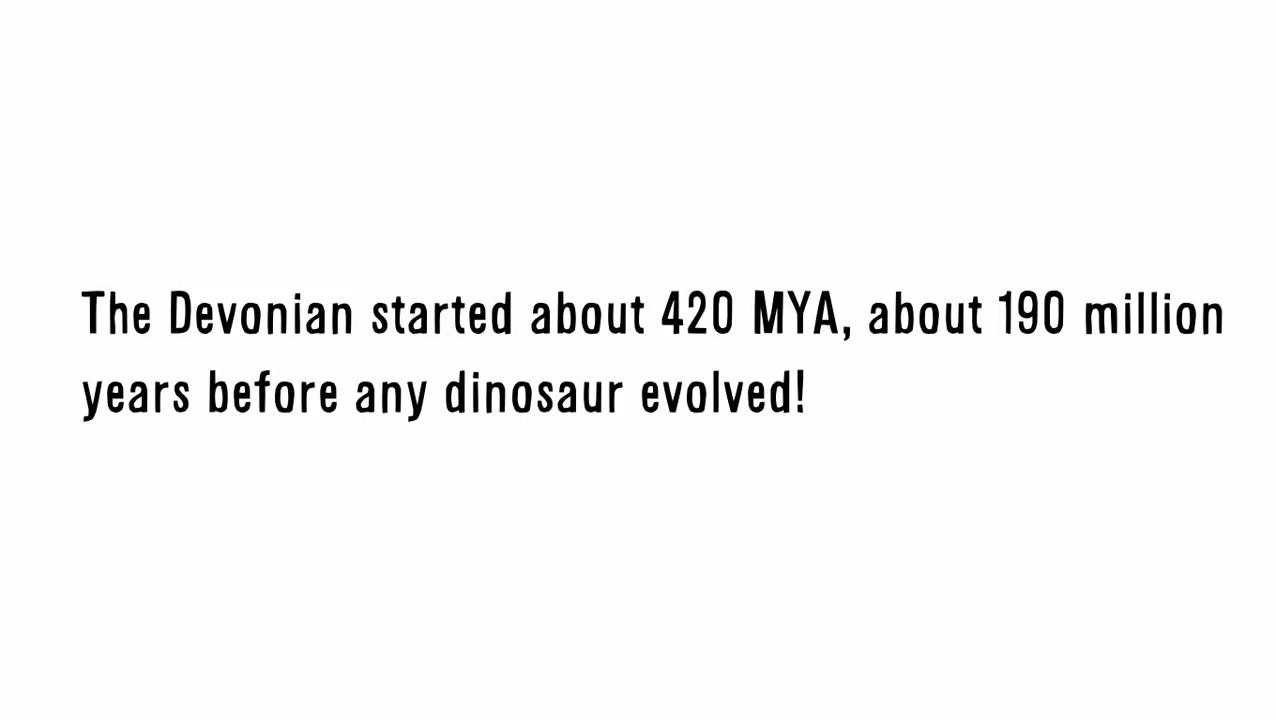 The Devonian started about 420 MYA, about 190 million
years before any dinosaur evolved!